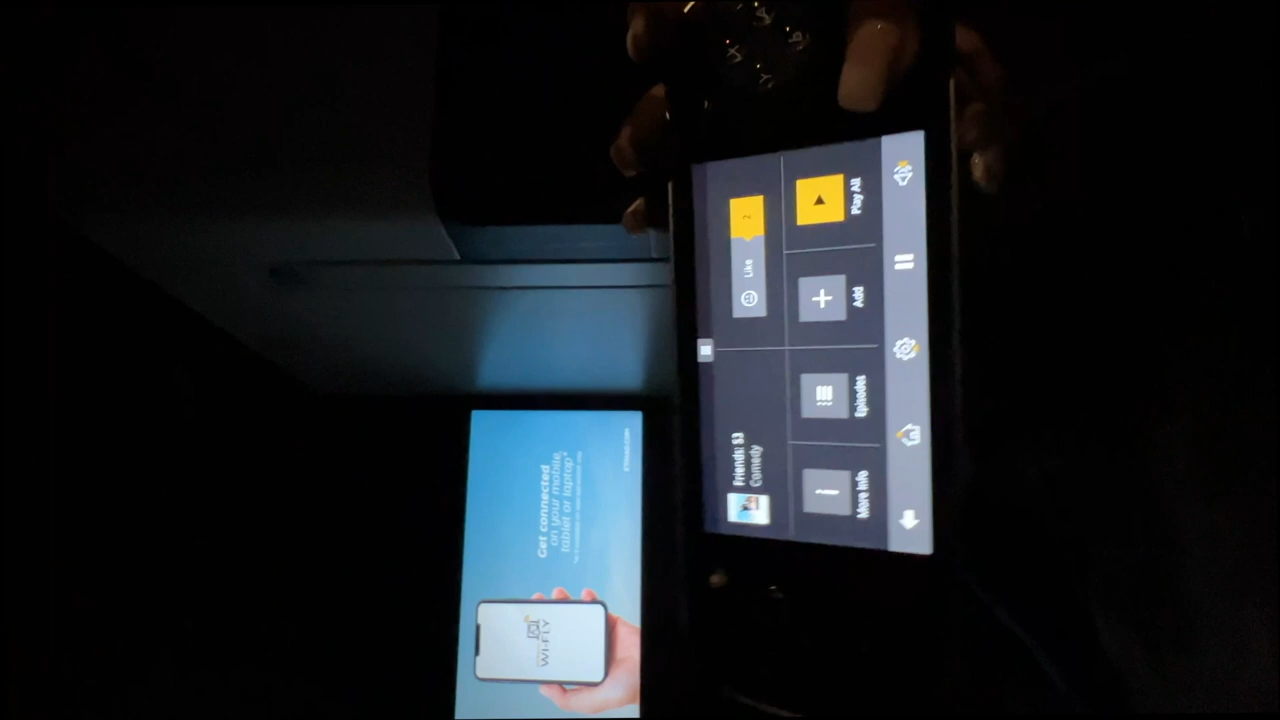 Get connected
on your mobile,
tablet or laptop*
WI-FLY
Friends: S3
Comedy
Like
2
More Info
Episodes
Add
Play All
X
Y
b